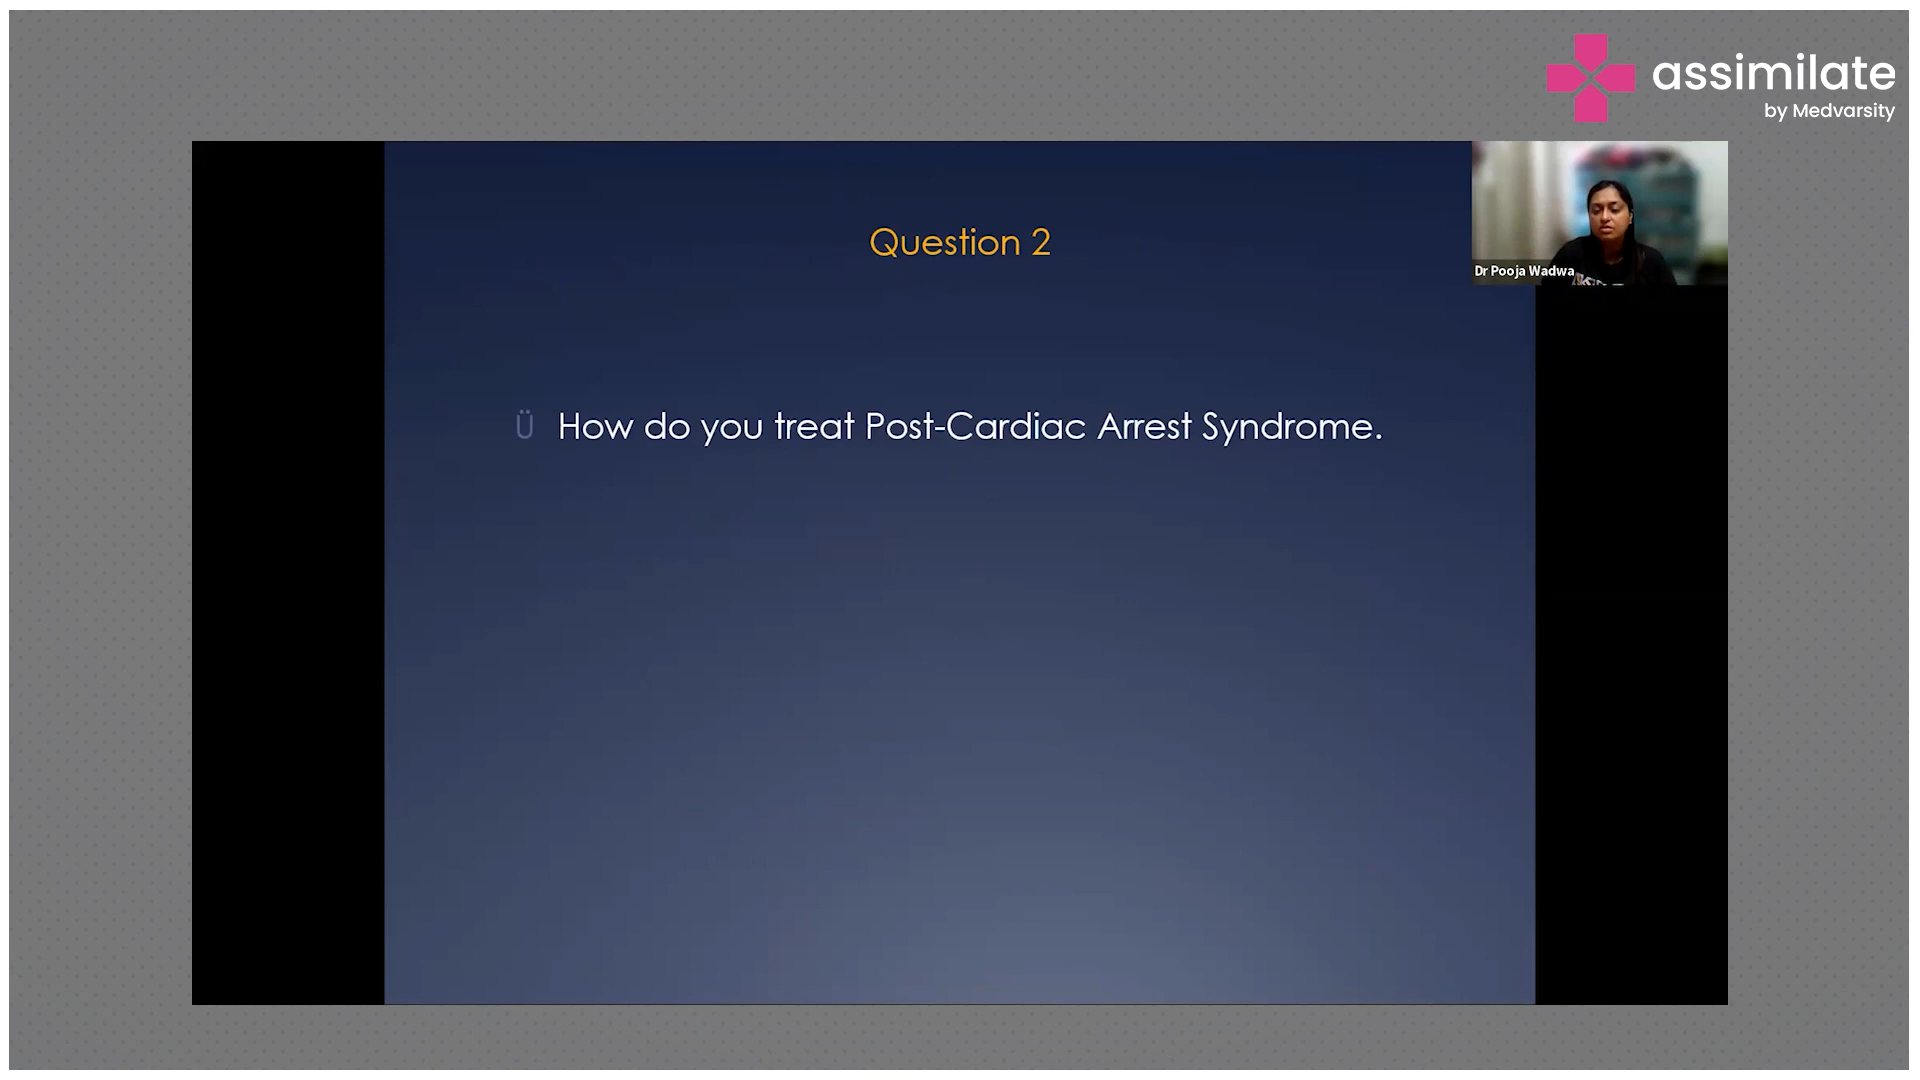 assimilate
by Medvarsity
Question 2
Dr Pooja Wadwa
Ü How do you treat Post-Cardiac Arrest Syndrome.